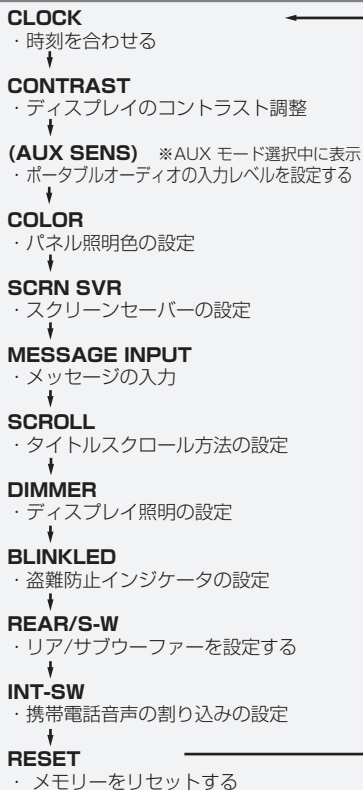 CLOCK
・時刻を合わせる
CONTRAST
・ディスプレイのコントラスト調整
(AUX SENS) ※AUX モード選択中に表示
・ポータブルオーディオの入力レベルを設定する
COLOR
・パネル照明色の設定
SCRN SVR
・スクリーンセーバーの設定
MESSAGE INPUT
・メッセージの入力
SCROLL
・タイトルスクロール方法の設定
DIMMER
・ディスプレイ照明の設定
BLINKLED
・盗難防止インジケータの設定
REAR/S-W
・リア/サブウーファーを設定する
INT-SW
・携帯電話音声の割り込みの設定
RESET
・ メモリーをリセットする